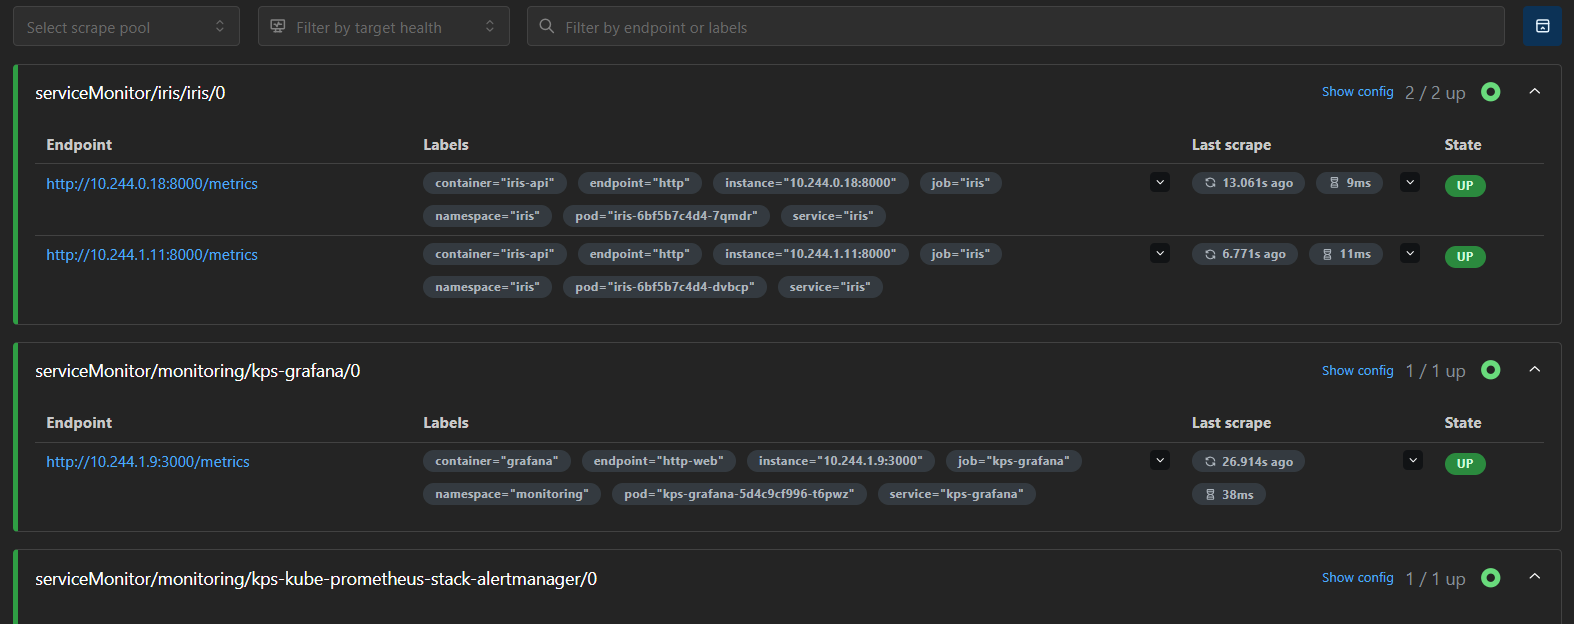 Select scrape pool Filter by target health Filter by endpoint or labels
serviceMonitor/iris/iris/0 Show config 2 / 2 up
Endpoint Labels Last scrape State
http://10.244.0.18:8000/metrics container="iris-api" endpoint="http" instance="10.244.0.18:8000" job="iris" 13.061s ago 9ms UP
namespace="iris" pod="iris-6bf5b7c4d4-7qmdr" service="iris"
http://10.244.1.11:8000/metrics container="iris-api" endpoint="http" instance="10.244.1.11:8000" job="iris" 6.771s ago 11ms UP
namespace="iris" pod="iris-6bf5b7c4d4-dvbcp" service="iris"
serviceMonitor/monitoring/kps-grafana/0 Show config 1 / 1 up
Endpoint Labels Last scrape State
http://10.244.1.9:3000/metrics container="grafana" endpoint="http-web" instance="10.244.1.9:3000" job="kps-grafana" 26.914s ago UP
namespace="monitoring" pod="kps-grafana-5d4c9cf996-t6pwz" service="kps-grafana" 38ms
serviceMonitor/monitoring/kps-kube-prometheus-stack-alertmanager/0 Show config 1 / 1 up